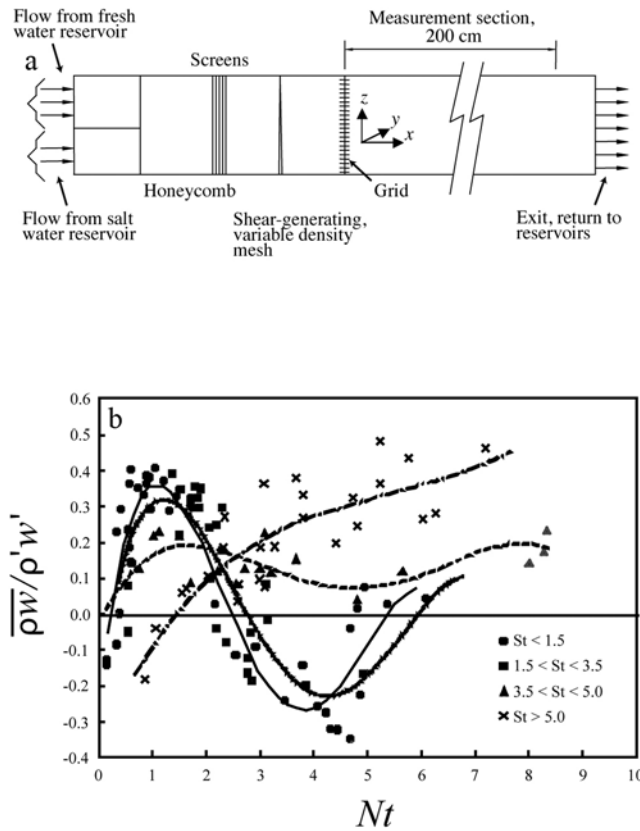 Flow from fresh
water reservoir
Measurement section,
200 cm
a
Screens
z
y
x
Honeycomb
Grid
Flow from salt
water reservoir
Shear-generating,
variable density
mesh
Exit, return to
reservoirs
b
0.6
0.5
0.4
0.3
0.2
0.1
0.0
-0.1
-0.2
-0.3
-0.4
ρw/ρ'w'
St < 1.5
1.5 < St < 3.5
3.5 < St < 5.0
St > 5.0
0 1 2 3 4 5 6 7 8 9 10
Nt